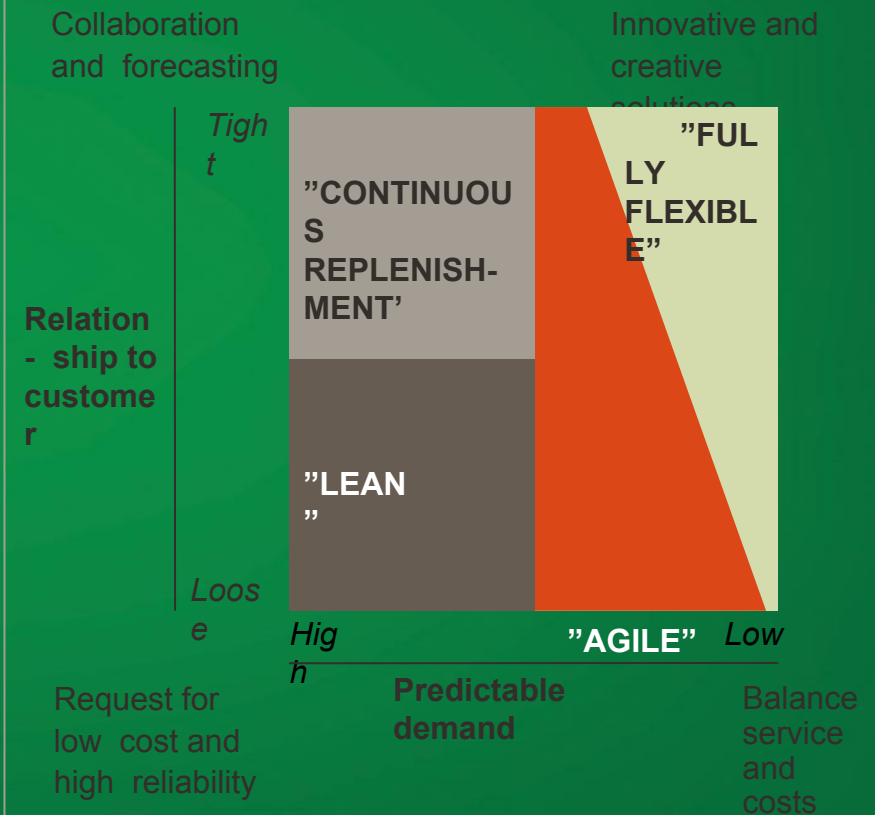 Collaboration
and forecasting
Innovative and
creative
solutions
Tigh
t
”CONTINUOU
S
REPLENISH-
MENT’
”FUL
LY
FLEXIBL
E”
Relation
- ship to
custome
r
”LEAN
”
Loos
e
Hig
h
”AGILE”
Low
Predictable
demand
Request for
low cost and
high reliability
Balance
service
and
costs